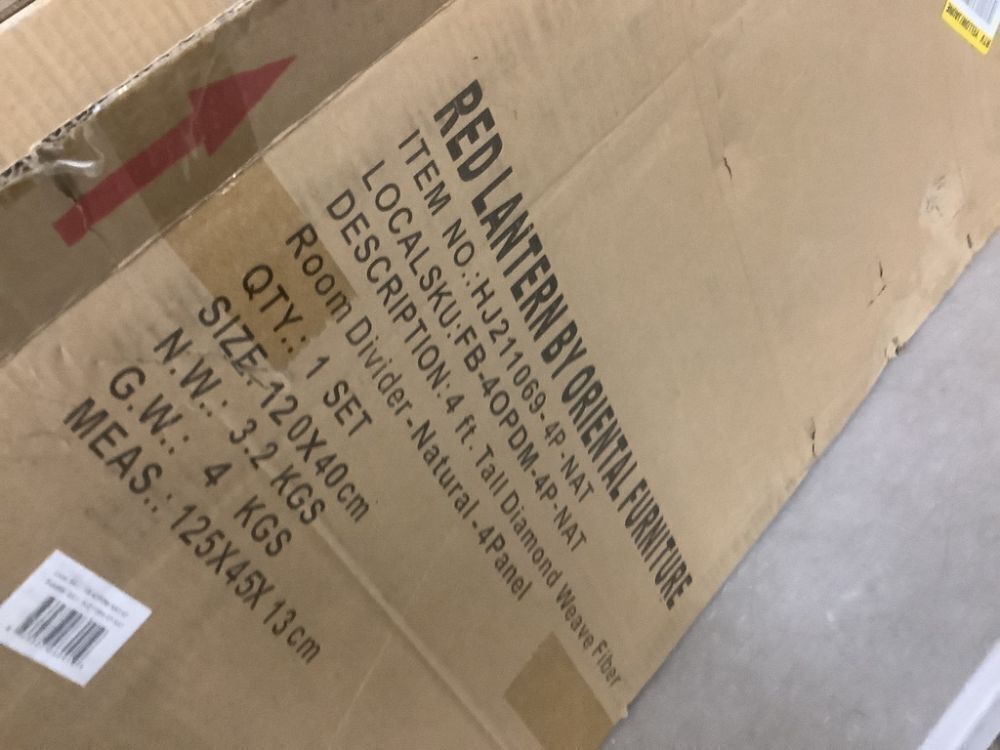 RED LANTERN BY ORIENTAL FURNITURE
ITEM NO.:HJ211069-4P-NAT
LOCALSKU:FB-4OPDM-4P-NAT
DESCRIPTION:4 ft. Tall Diamond Weave Fiber
Room Divider-Natural-4Panel
QTY.: 1 SET
SIZE:120X40cm
N.W.: 3.2 KGS
G.W.: 4 KGS
MEAS.:125X45X13cm